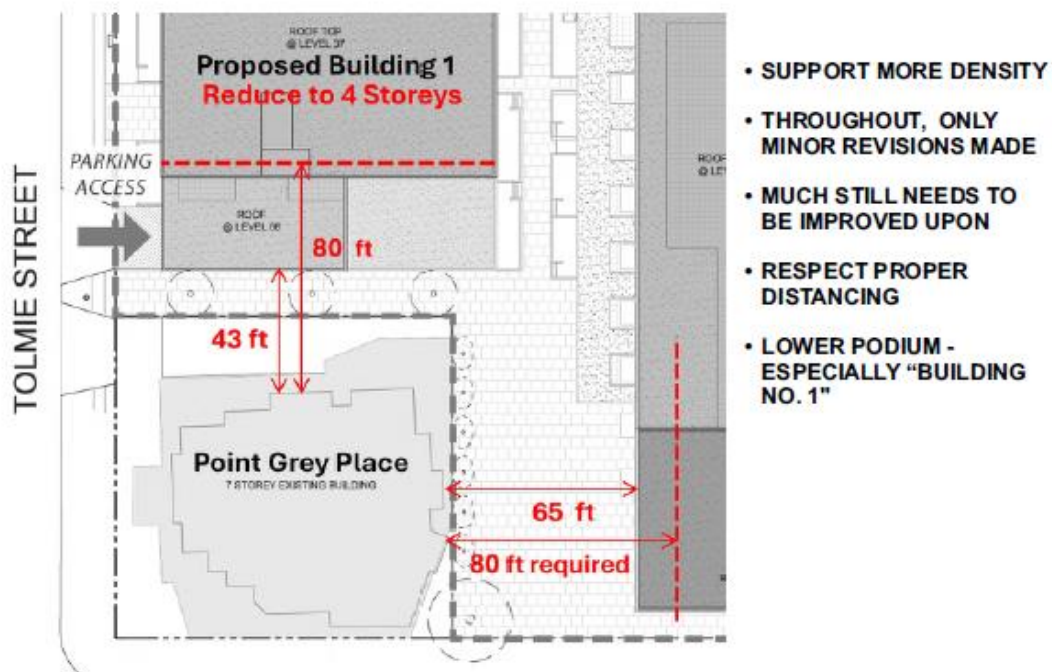 ROOF TOP
@ LEVEL 07
Proposed Building 1
Reduce to 4 Storeys
PARKING
ACCESS
ROOF
@ LEVEL 06
80 ft
43 ft
TOLMIE STREET
Point Grey Place
7 STOREY EXISTING BUILDING
65 ft
80 ft required
• SUPPORT MORE DENSITY
• THROUGHOUT, ONLY
MINOR REVISIONS MADE
• MUCH STILL NEEDS TO
BE IMPROVED UPON
• RESPECT PROPER
DISTANCING
• LOWER PODIUM -
ESPECIALLY “BUILDING
NO. 1"